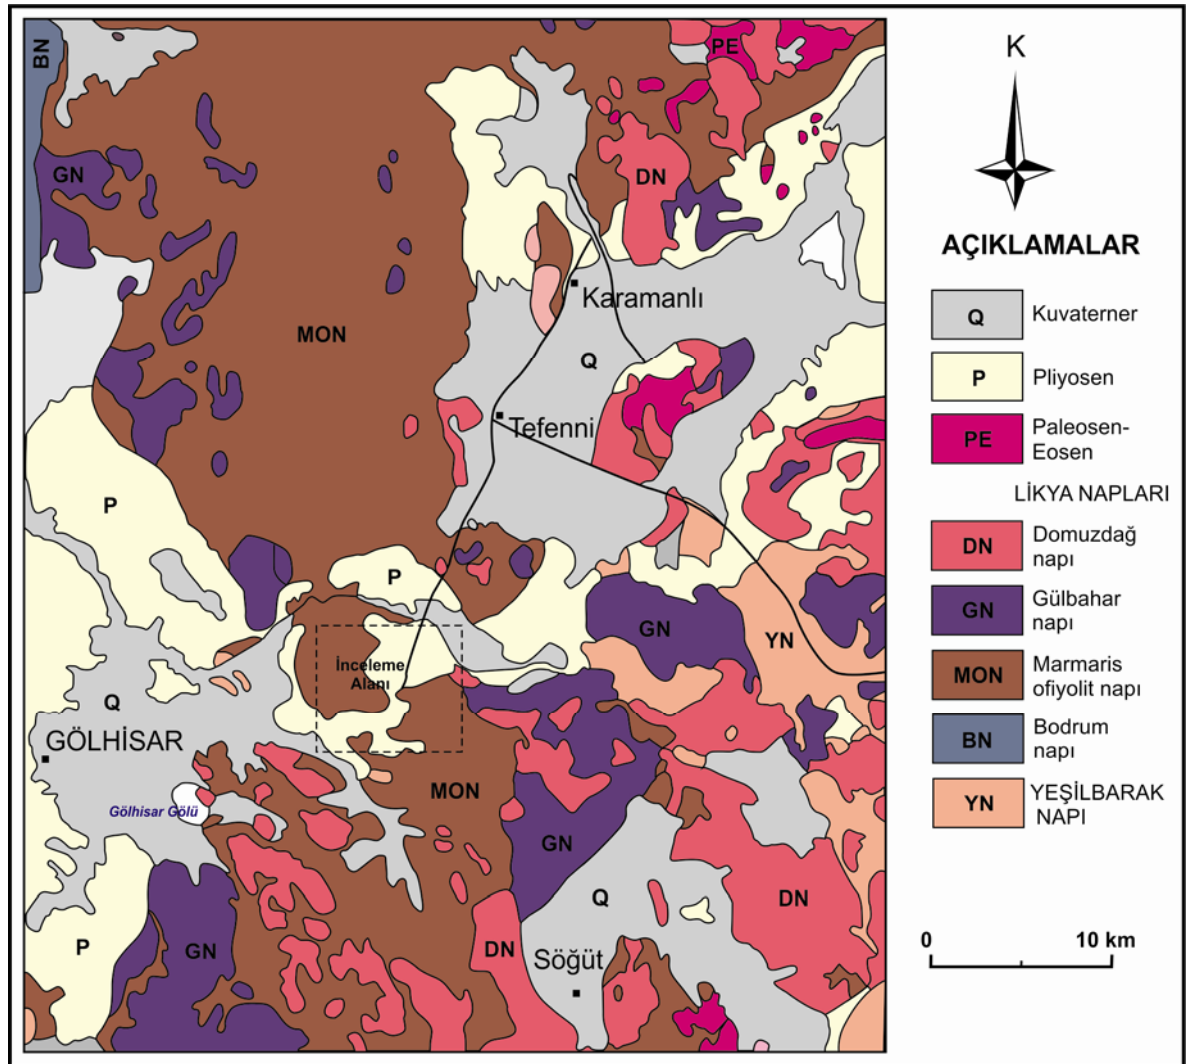 BN
PE
K
GN
DN
AÇIKLAMALAR
Karamanlı
MON
Q
Q
Kuvaterner
P
Pliyosen
Tefenni
PE
Paleosen-
Eosen
P
LİKYA NAPLARI
DN
Domuzdağ
napı
P
GN
Gülbahar
napı
GN
YN
İnceleme
Alanı
MON
Marmaris
ofiyolit napı
Q
GÖLHİSAR
BN
Bodrum
napı
MON
YN
YEŞİLBARAK
NAPI
Gölhisar Gölü
GN
Q
DN
P
GN
DN
Söğüt
0
10 km